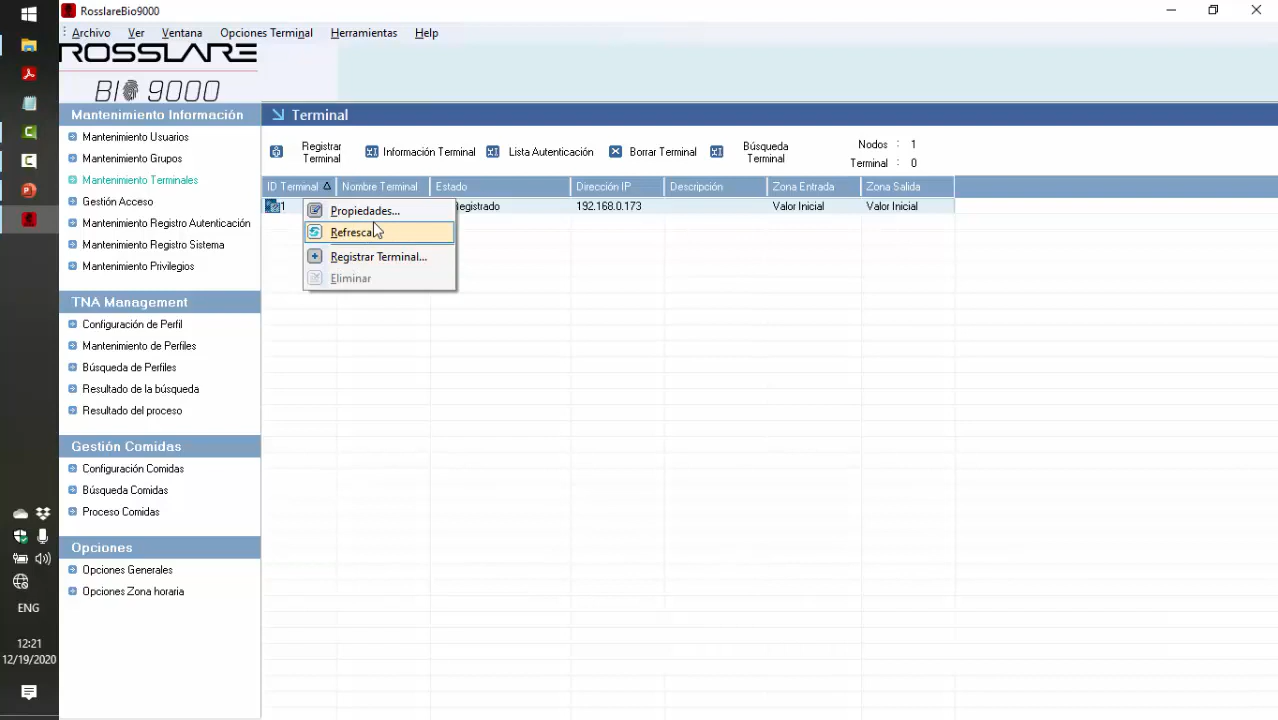 RosslareBio9000
Archivo Ver Ventana Opciones Terminal Herramientas Help
ROSSLARE
BIO 9000
Mantenimiento Información
Mantenimiento Usuarios
Mantenimiento Grupos
Mantenimiento Terminales
Gestión Acceso
Mantenimiento Registro Autenticación
Mantenimiento Registro Sistema
Mantenimiento Privilegios
TNA Management
Configuración de Perfil
Mantenimiento de Perfiles
Búsqueda de Perfiles
Resultado de la búsqueda
Resultado del proceso
Gestión Comidas
Configuración Comidas
Búsqueda Comidas
Proceso Comidas
Opciones
Opciones Generales
Opciones Zona horaria
Terminal
Registrar Terminal
Información Terminal
Lista Autenticación
Borrar Terminal
Búsqueda Terminal
Nodos : 1
Terminal : 0
ID Terminal Nombre Terminal Estado Dirección IP Descripción Zona Entrada Zona Salida
1 egistrado 192.168.0.173 Valor Inicial Valor Inicial
Propiedades...
Refresca
Registrar Terminal...
Eliminar
ENG
12:21
12/19/2020